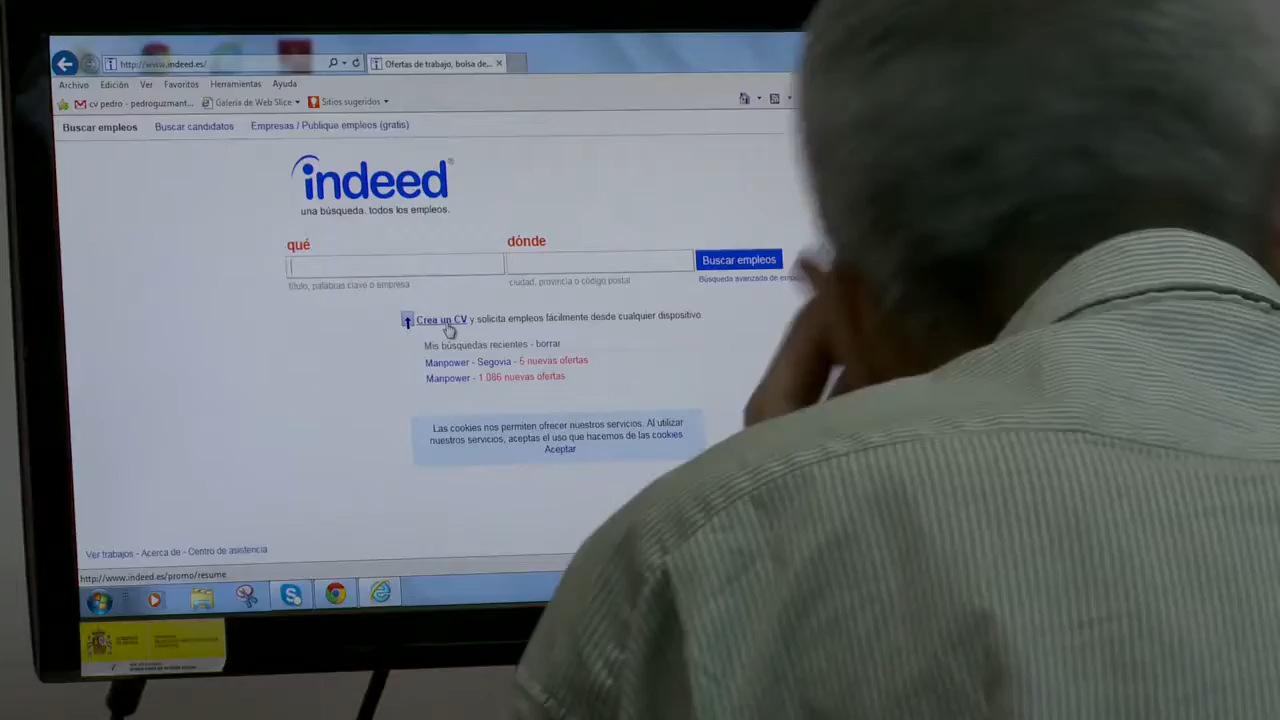 http://www.indeed.es/
Ofertas de trabajo, bolsa de...
Archivo Edición Ver Favoritos Herramientas Ayuda
cv pedro - pedroguzmant... Galería de Web Slice Sitios sugeridos
Buscar empleos Buscar candidatos Empresas / Publique empleos (gratis)
indeed®
una búsqueda. todos los empleos.
qué dónde
Buscar empleos
título, palabras clave o empresa ciudad, provincia o código postal Búsqueda avanzada de
Crea un CV y solicita empleos fácilmente desde cualquier dispositivo
Mis búsquedas recientes - borrar
Manpower - Segovia - 5 nuevas ofertas
Manpower - 1.086 nuevas ofertas
Las cookies nos permiten ofrecer nuestros servicios. Al utilizar
nuestros servicios, aceptas el uso que hacemos de las cookies
Aceptar
Ver trabajos - Acerca de - Centro de asistencia
http://www.indeed.es/promo/resume